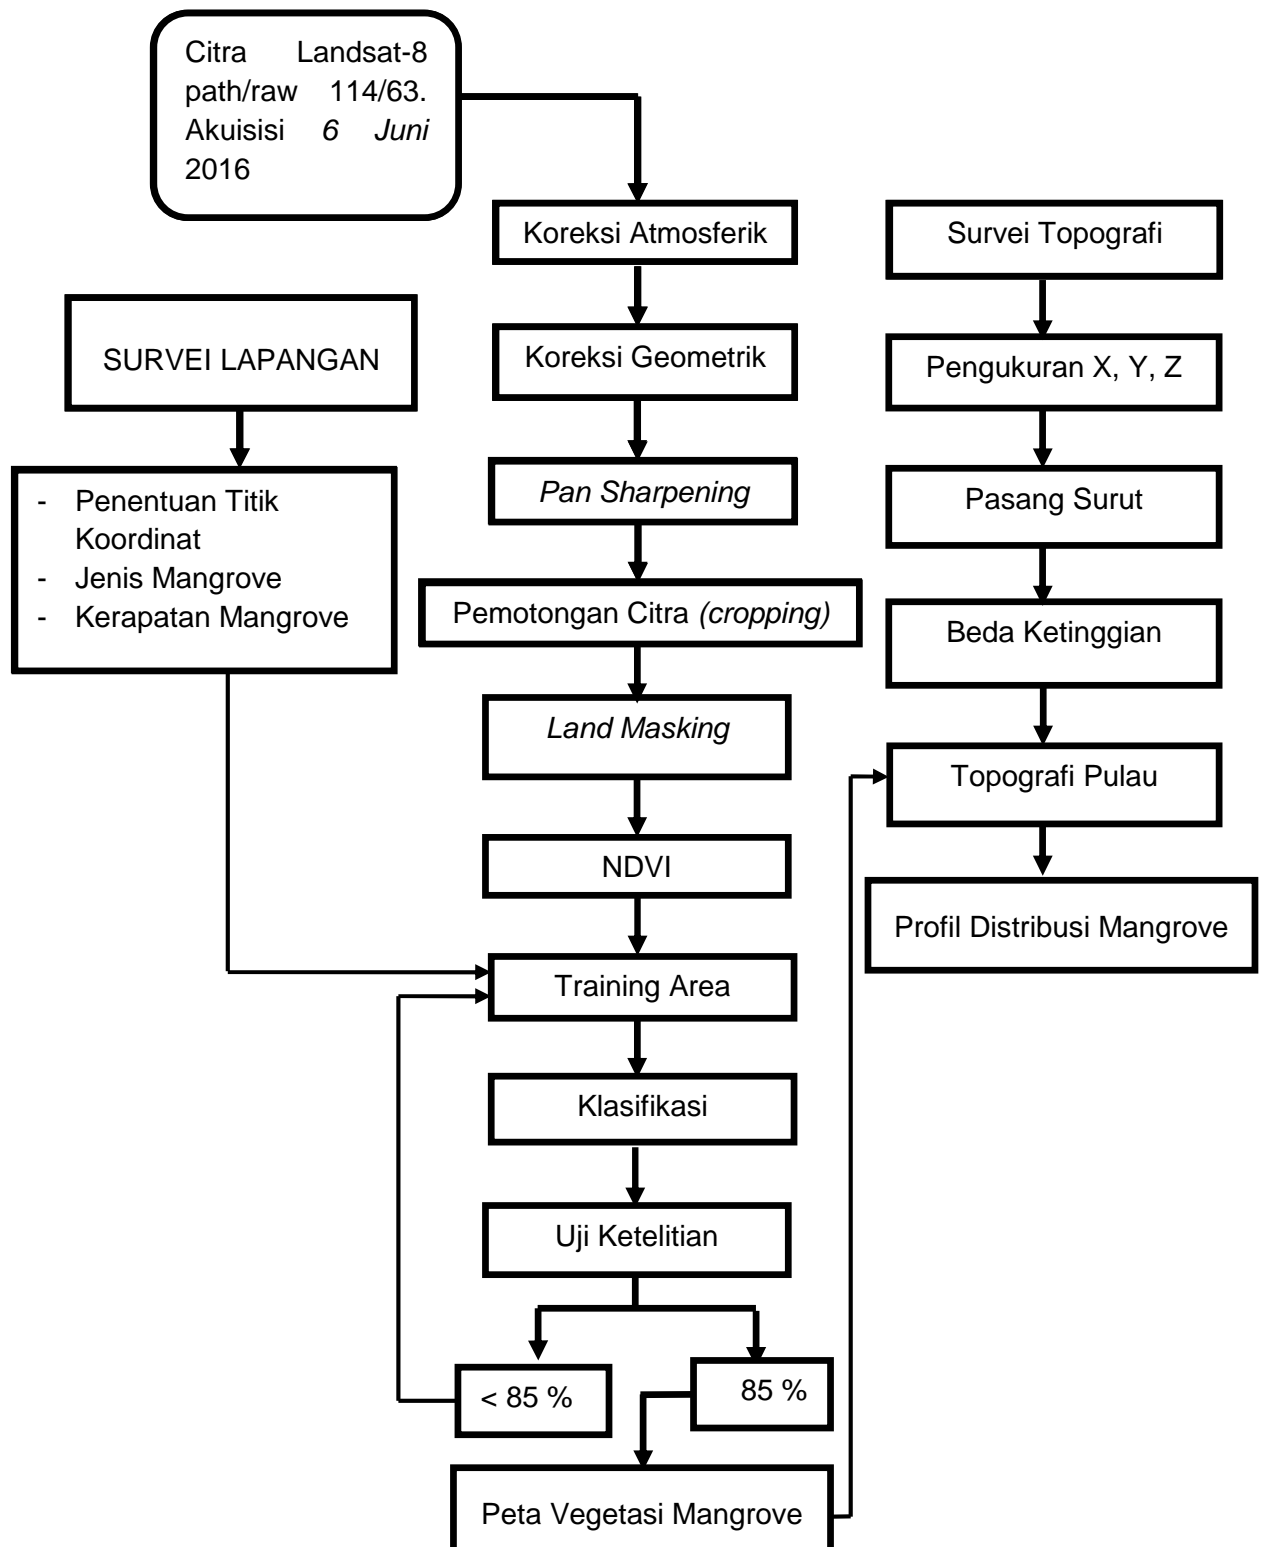 Citra Landsat-8
path/raw 114/63.
Akuisisi 6 Juni
2016
Koreksi Atmosferik
Survei Topografi
SURVEI LAPANGAN
Koreksi Geometrik
Pengukuran X, Y, Z
- Penentuan Titik
Koordinat
- Jenis Mangrove
- Kerapatan Mangrove
Pan Sharpening
Pasang Surut
Pemotongan Citra (cropping)
Beda Ketinggian
Land Masking
Topografi Pulau
NDVI
Profil Distribusi Mangrove
Training Area
Klasifikasi
Uji Ketelitian
< 85 %
85 %
Peta Vegetasi Mangrove